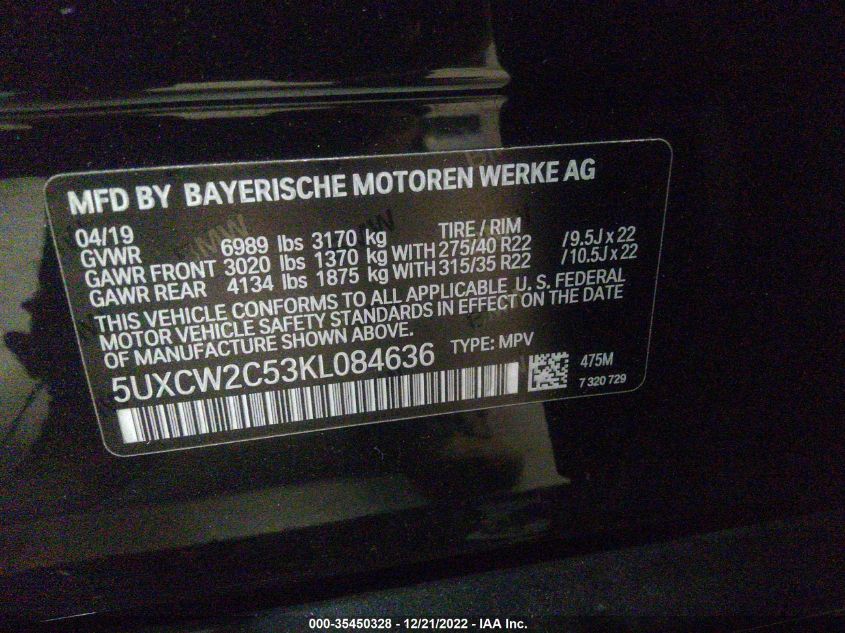 MFD BY BAYERISCHE MOTOREN WERKE AG
04/19 TIRE / RIM
GVWR 6989 lbs 3170 kg
GAWR FRONT 3020 lbs 1370 kg WITH 275/40 R22 /9.5J x 22
GAWR REAR 4134 lbs 1875 kg WITH 315/35 R22 /10.5J x 22
THIS VEHICLE CONFORMS TO ALL APPLICABLE U. S. FEDERAL
MOTOR VEHICLE SAFETY STANDARDS IN EFFECT ON THE DATE
OF MANUFACTURE SHOWN ABOVE.
5UXCW2C53KL084636 TYPE: MPV
475M
7 320 729
000-35450328 - 12/21/2022 - IAA Inc.